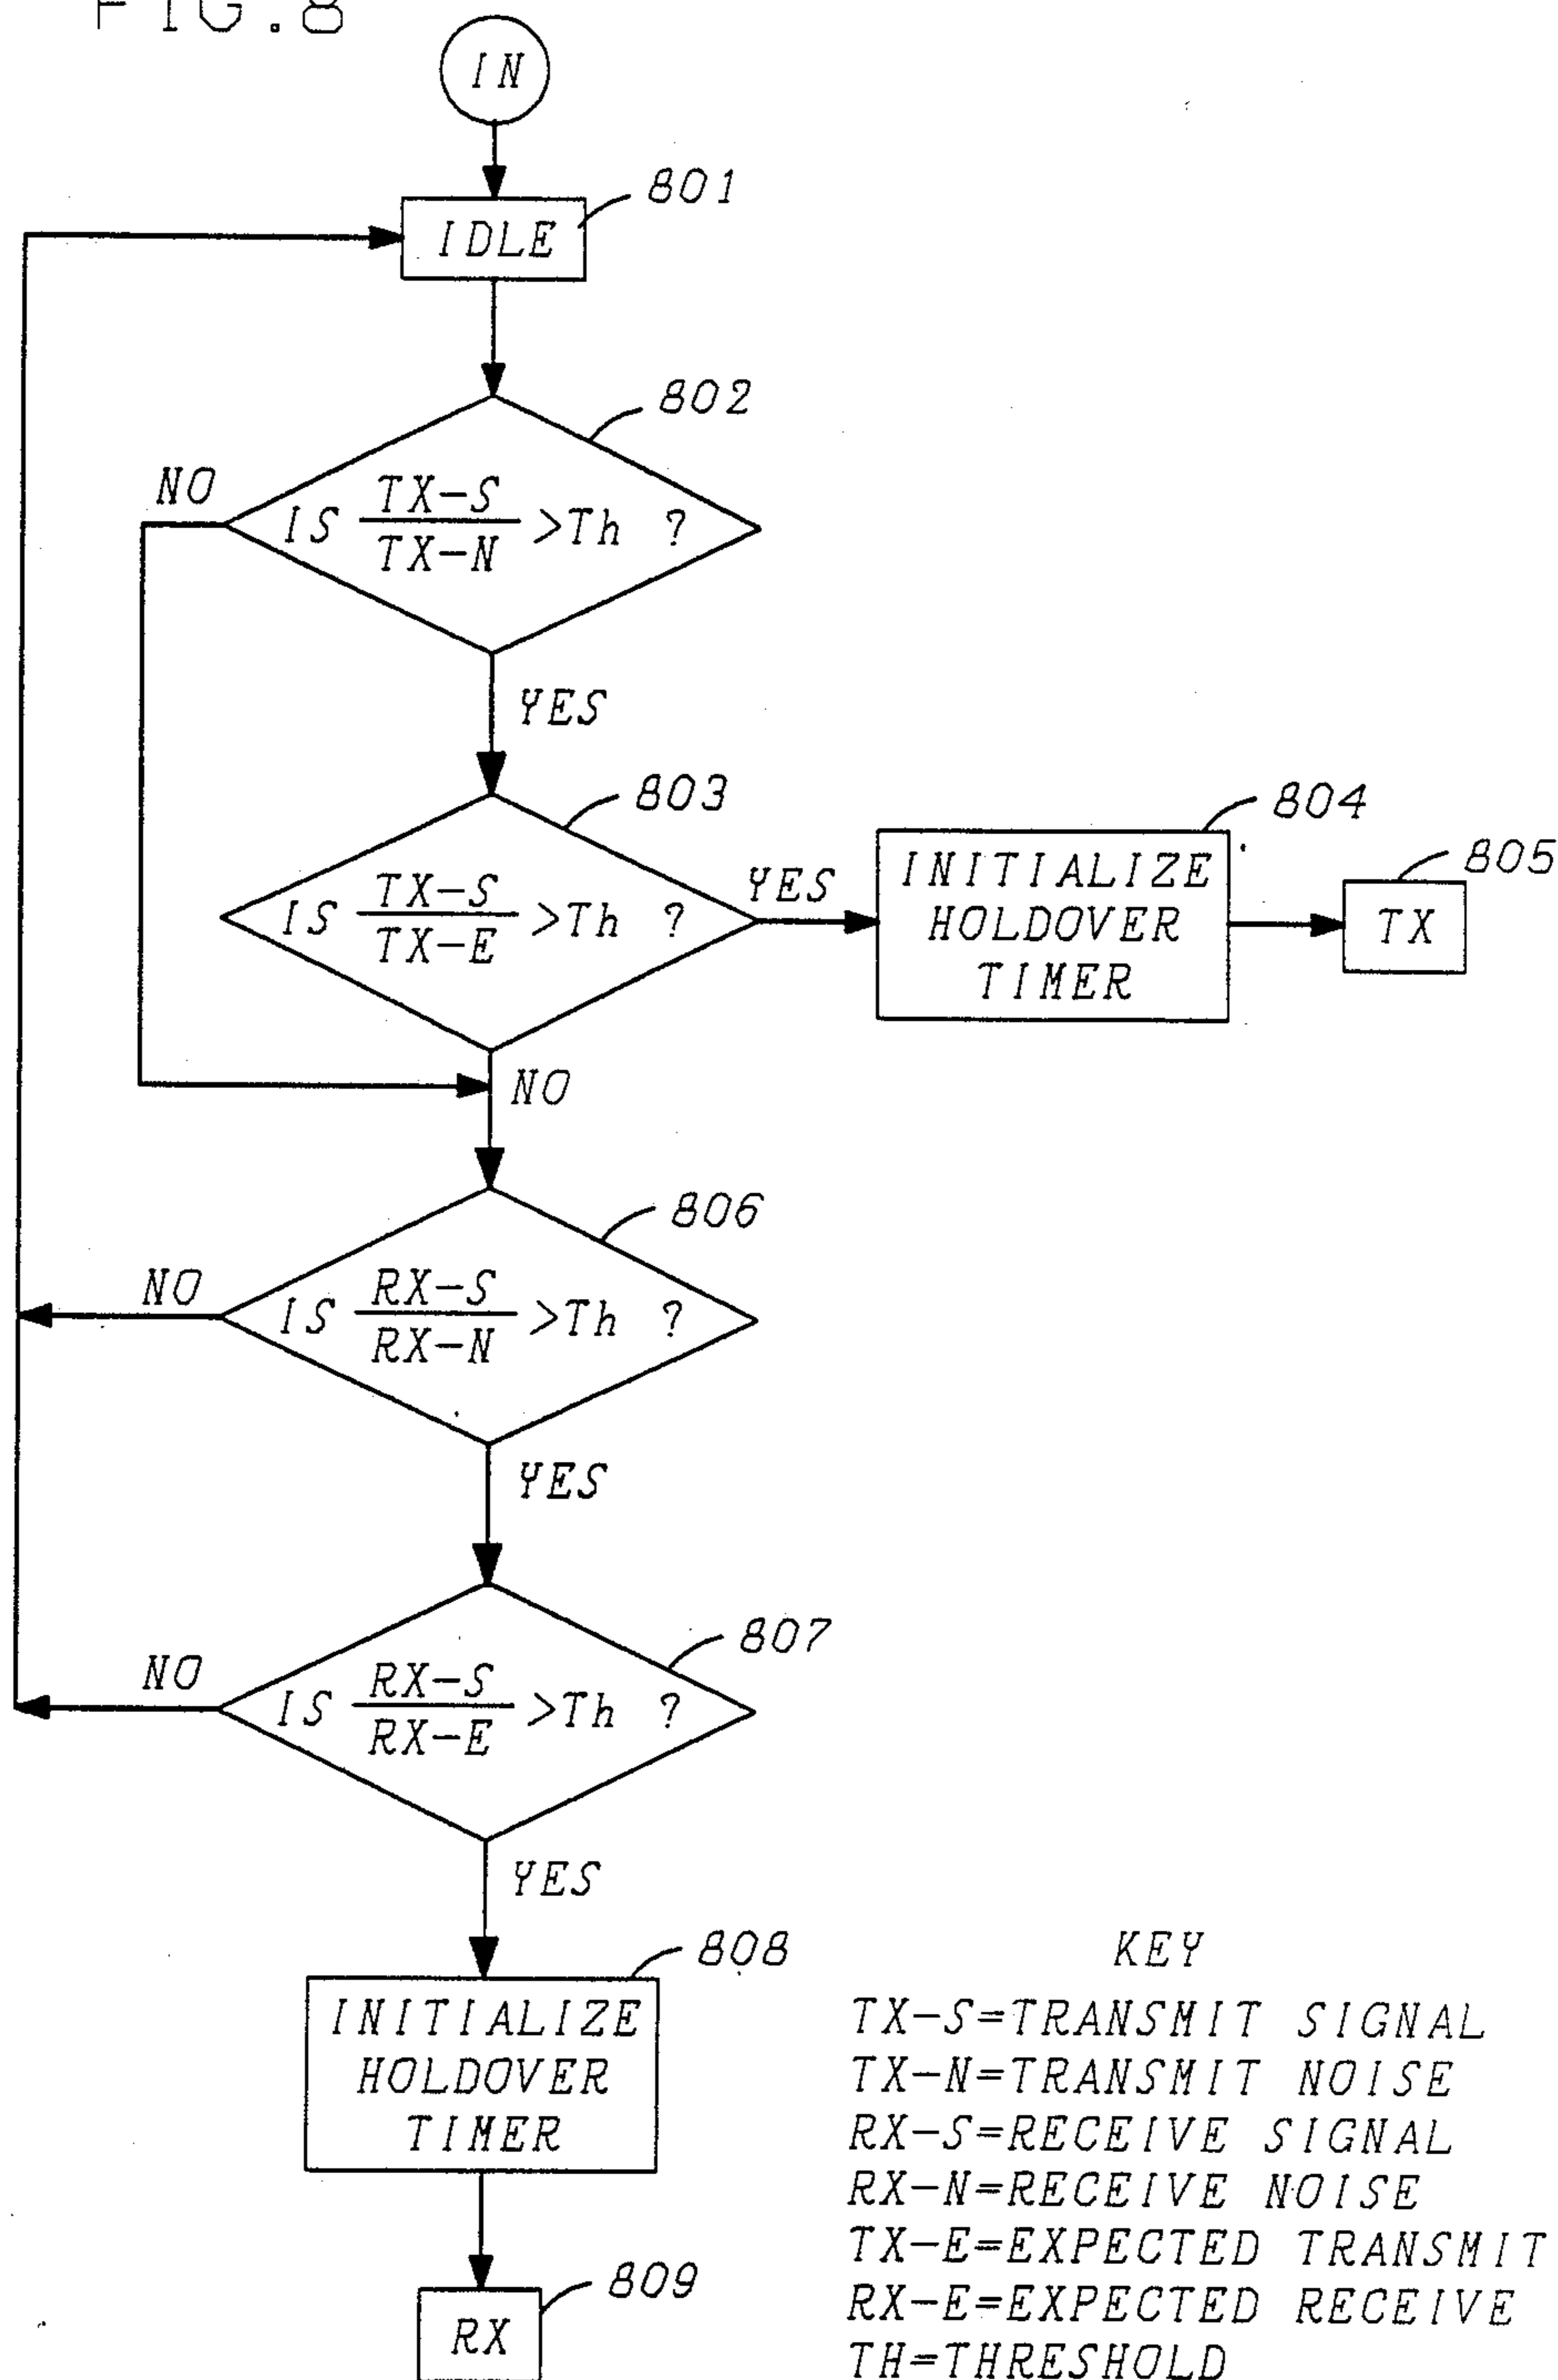 FIG.8
IN
801
IDLE
802
NO
IS TX-S
TX-N >Th ?
YES
803
IS TX-S
TX-E >Th ?
YES
804
INITIALIZE
HOLDOVER
TIMER
805
TX
NO
806
NO
IS RX-S
RX-N >Th ?
YES
807
NO
IS RX-S
RX-E >Th ?
YES
808
INITIALIZE
HOLDOVER
TIMER
809
RX
KEY
TX-S=TRANSMIT SIGNAL
TX-N=TRANSMIT NOISE
RX-S=RECEIVE SIGNAL
RX-N=RECEIVE NOISE
TX-E=EXPECTED TRANSMIT
RX-E=EXPECTED RECEIVE
TH=THRESHOLD